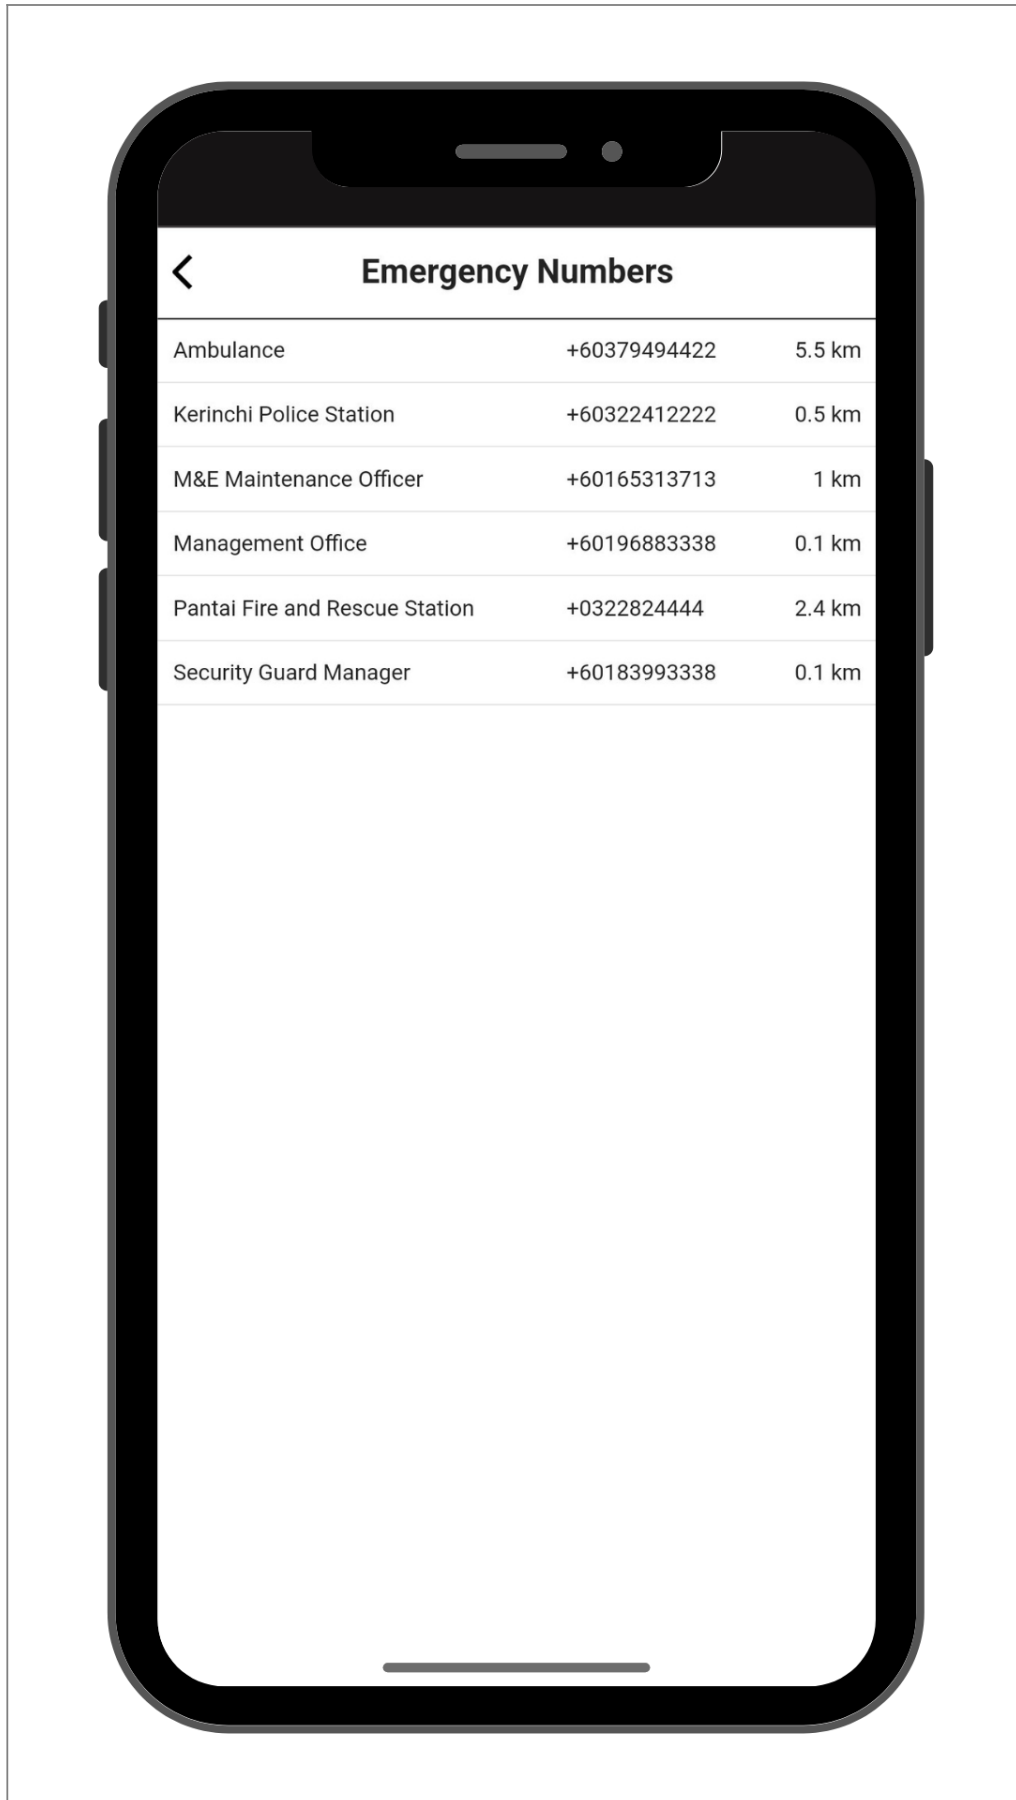 Emergency Numbers
Ambulance +60379494422 5.5 km
Kerinchi Police Station +60322412222 0.5 km
M&E Maintenance Officer +60165313713 1 km
Management Office +60196883338 0.1 km
Pantai Fire and Rescue Station +0322824444 2.4 km
Security Guard Manager +60183993338 0.1 km